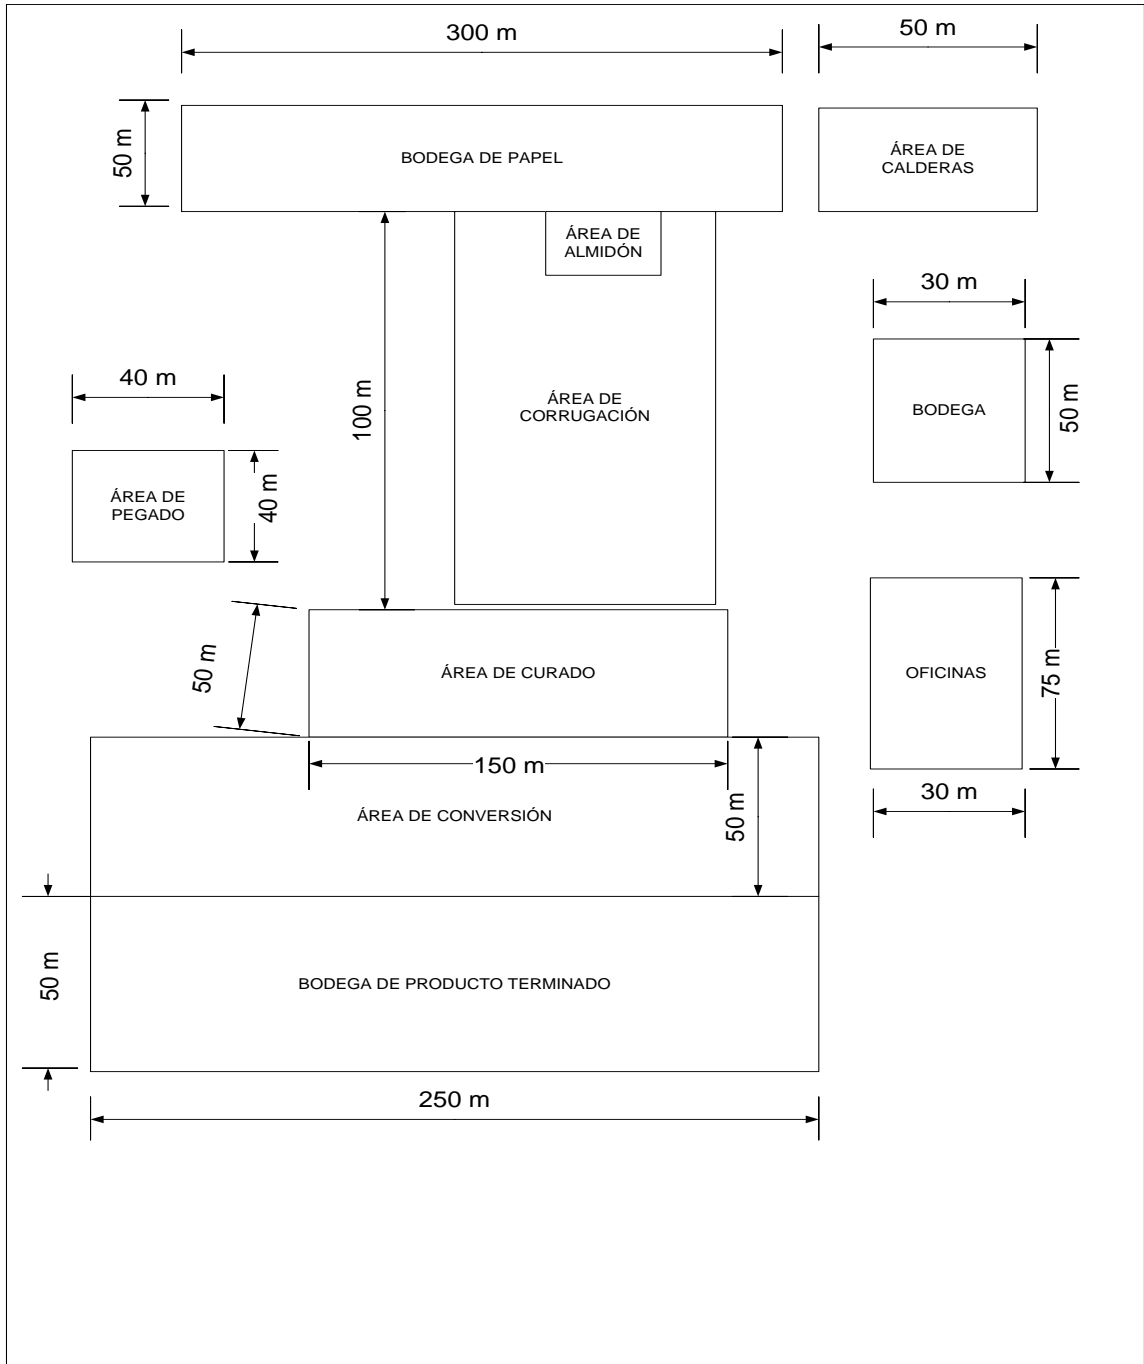 300 m
50 m
50 m
BODEGA DE PAPEL
ÁREA DE
CALDERAS
ÁREA DE
ALMIDÓN
30 m
40 m
100 m
ÁREA DE
CORRUGACIÓN
BODEGA
50 m
ÁREA DE
PEGADO
40 m
50 m
ÁREA DE CURADO
OFICINAS
75 m
150 m
ÁREA DE CONVERSIÓN
50 m
30 m
50 m
BODEGA DE PRODUCTO TERMINADO
250 m